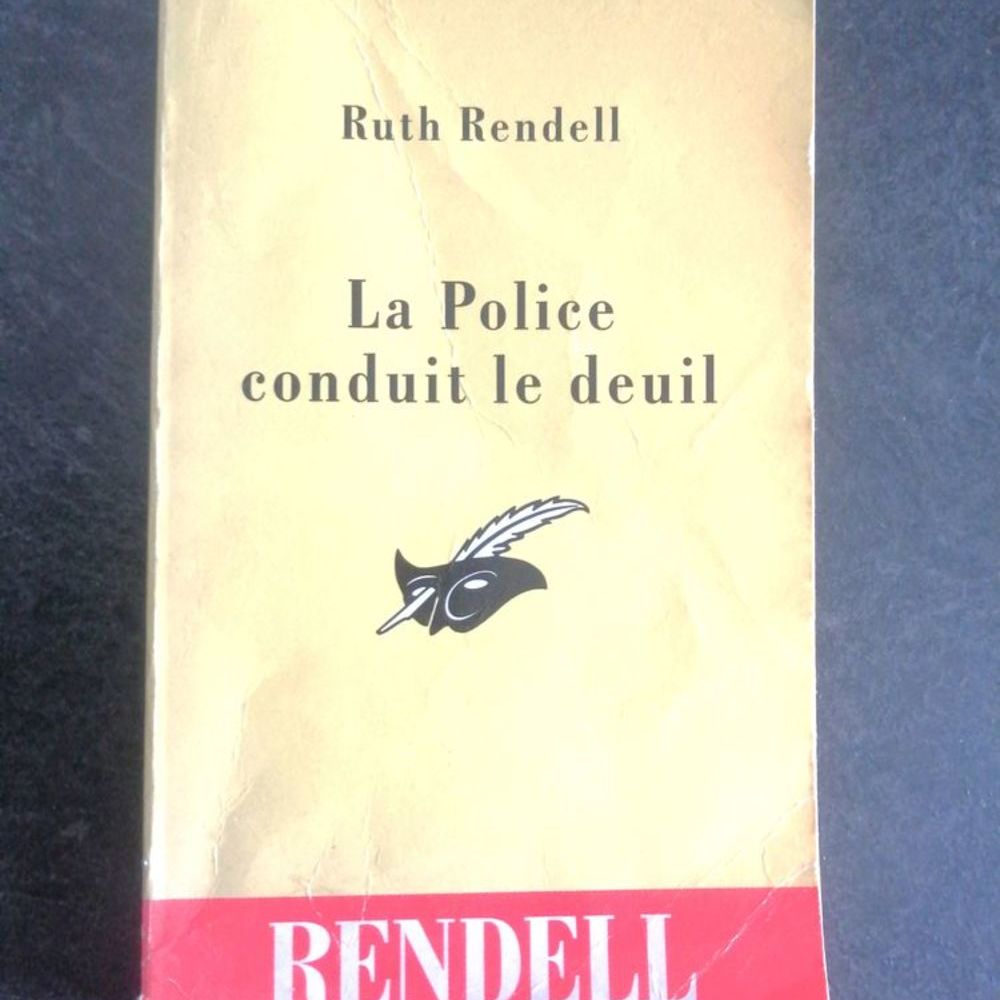 Ruth Rendell
La Police
conduit le deuil
RENDELL